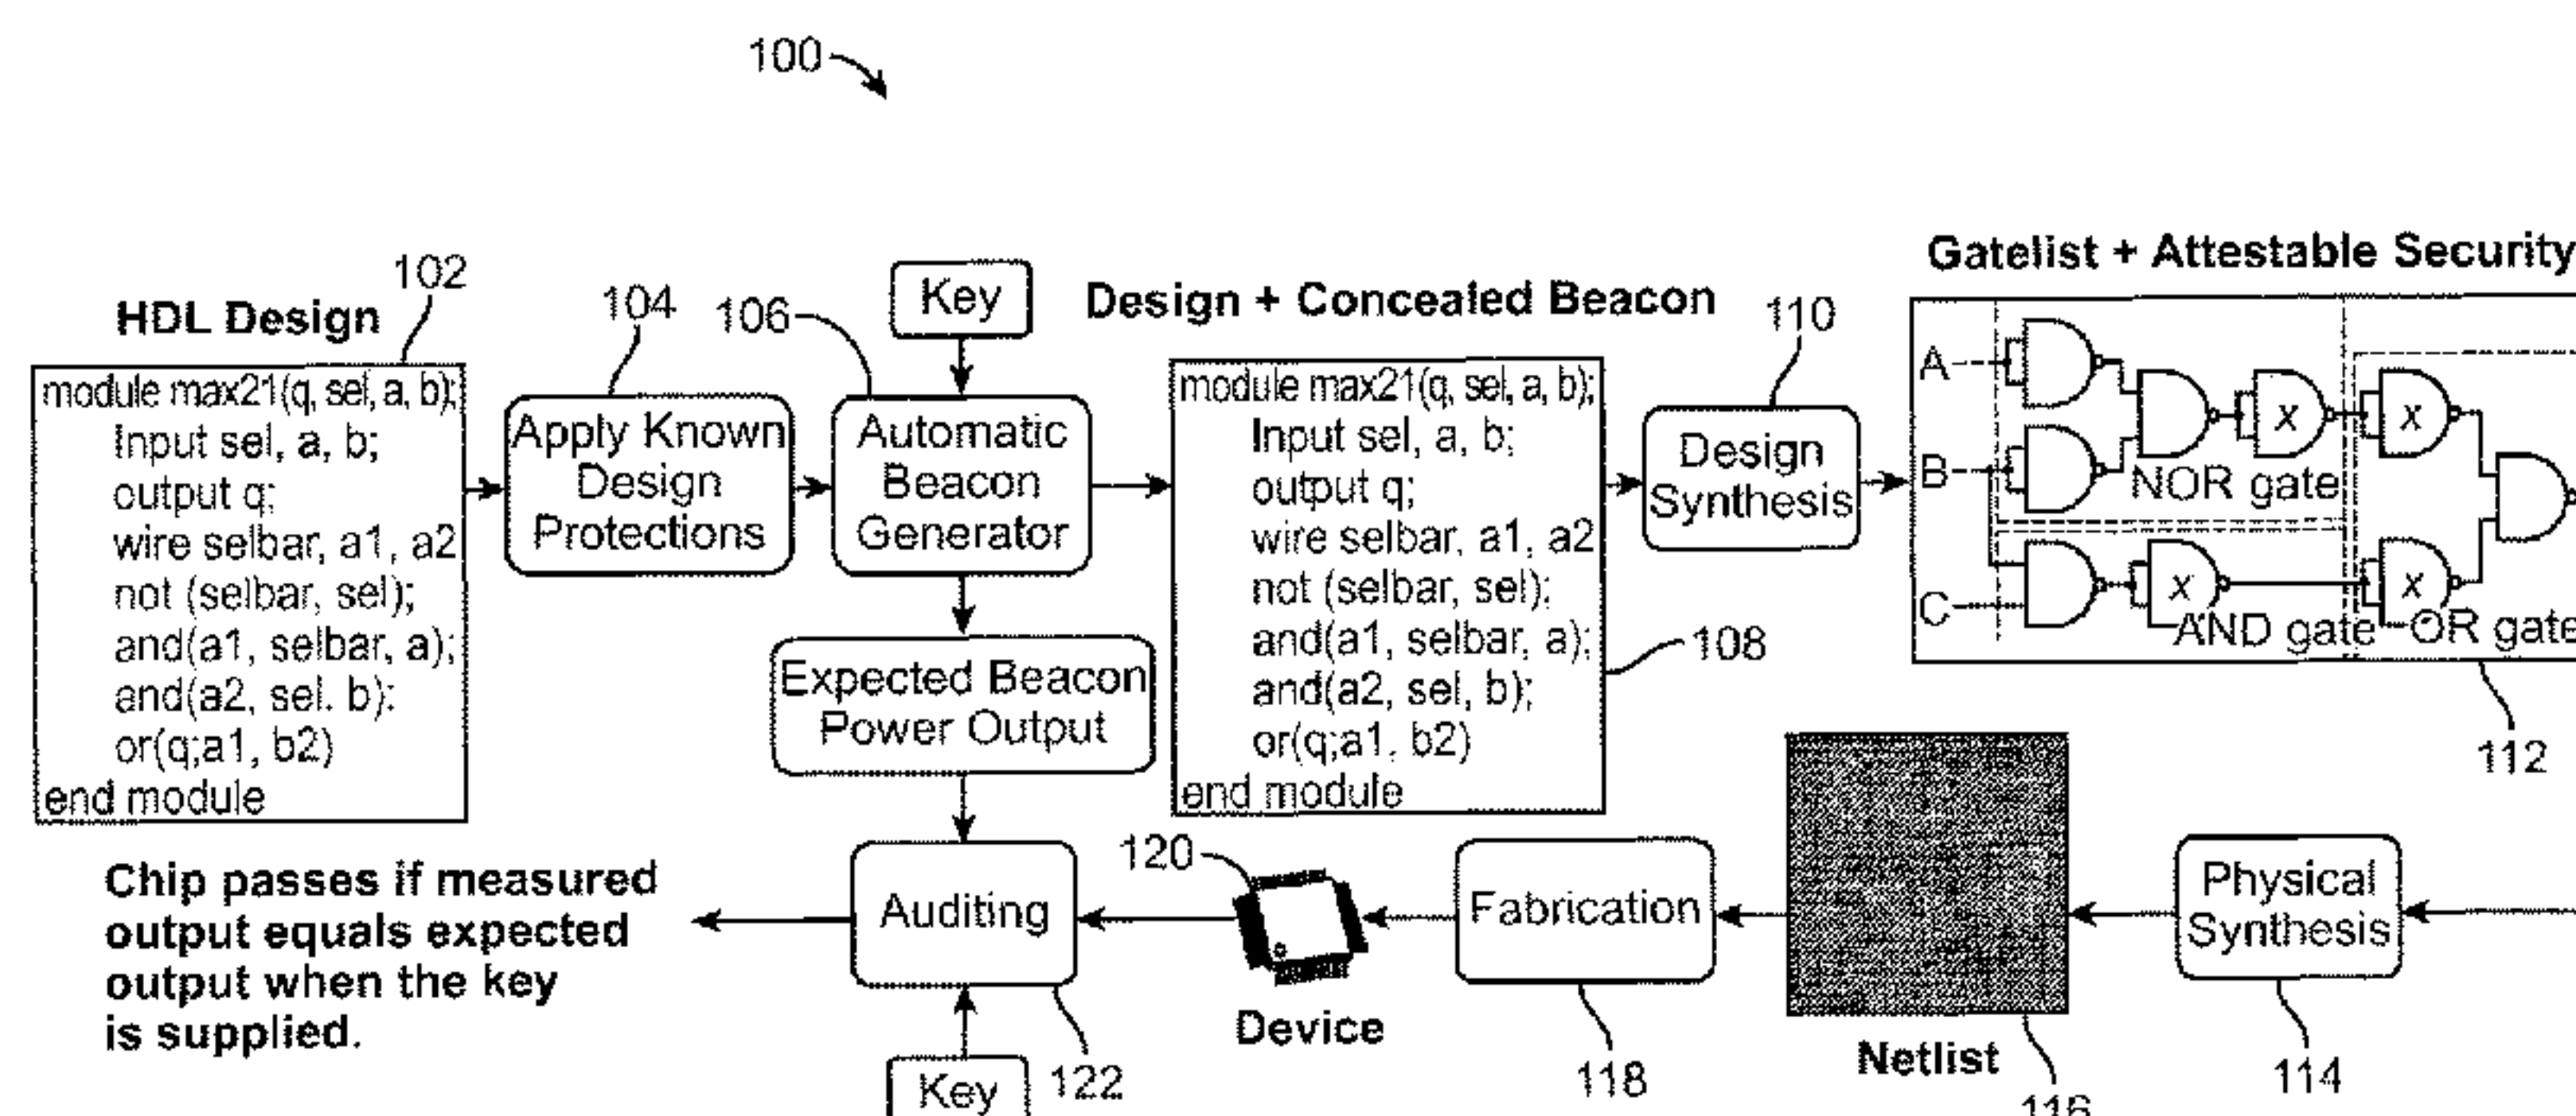 100
HDL Design
102
module max21(q, sel, a, b);
Input sel, a, b;
output q;
wire selbar, a1, a2
not (selbar, sel);
and(a1, selbar, a);
and(a2, sel. b):
or(q;a1, b2)
end module
104
Apply Known
Design
Protections
106
Key
Automatic
Beacon
Generator
Expected Beacon
Power Output
Design + Concealed Beacon
module max21(q, sel, a, b);
Input sel, a, b;
output q;
wire selbar, a1, a2
not (selbar, sel);
and(a1, selbar, a);
and(a2, sel, b);
or(q;a1, b2)
end module
108
110
Design
Synthesis
Gatelist + Attestable Security
A
B
C
x
x
x
x
NOR gate
AND gate
OR gate
112
Physical
Synthesis
114
Netlist
116
Fabrication
118
120
Device
Auditing
122
Key
Chip passes if measured
output equals expected
output when the key
is supplied.